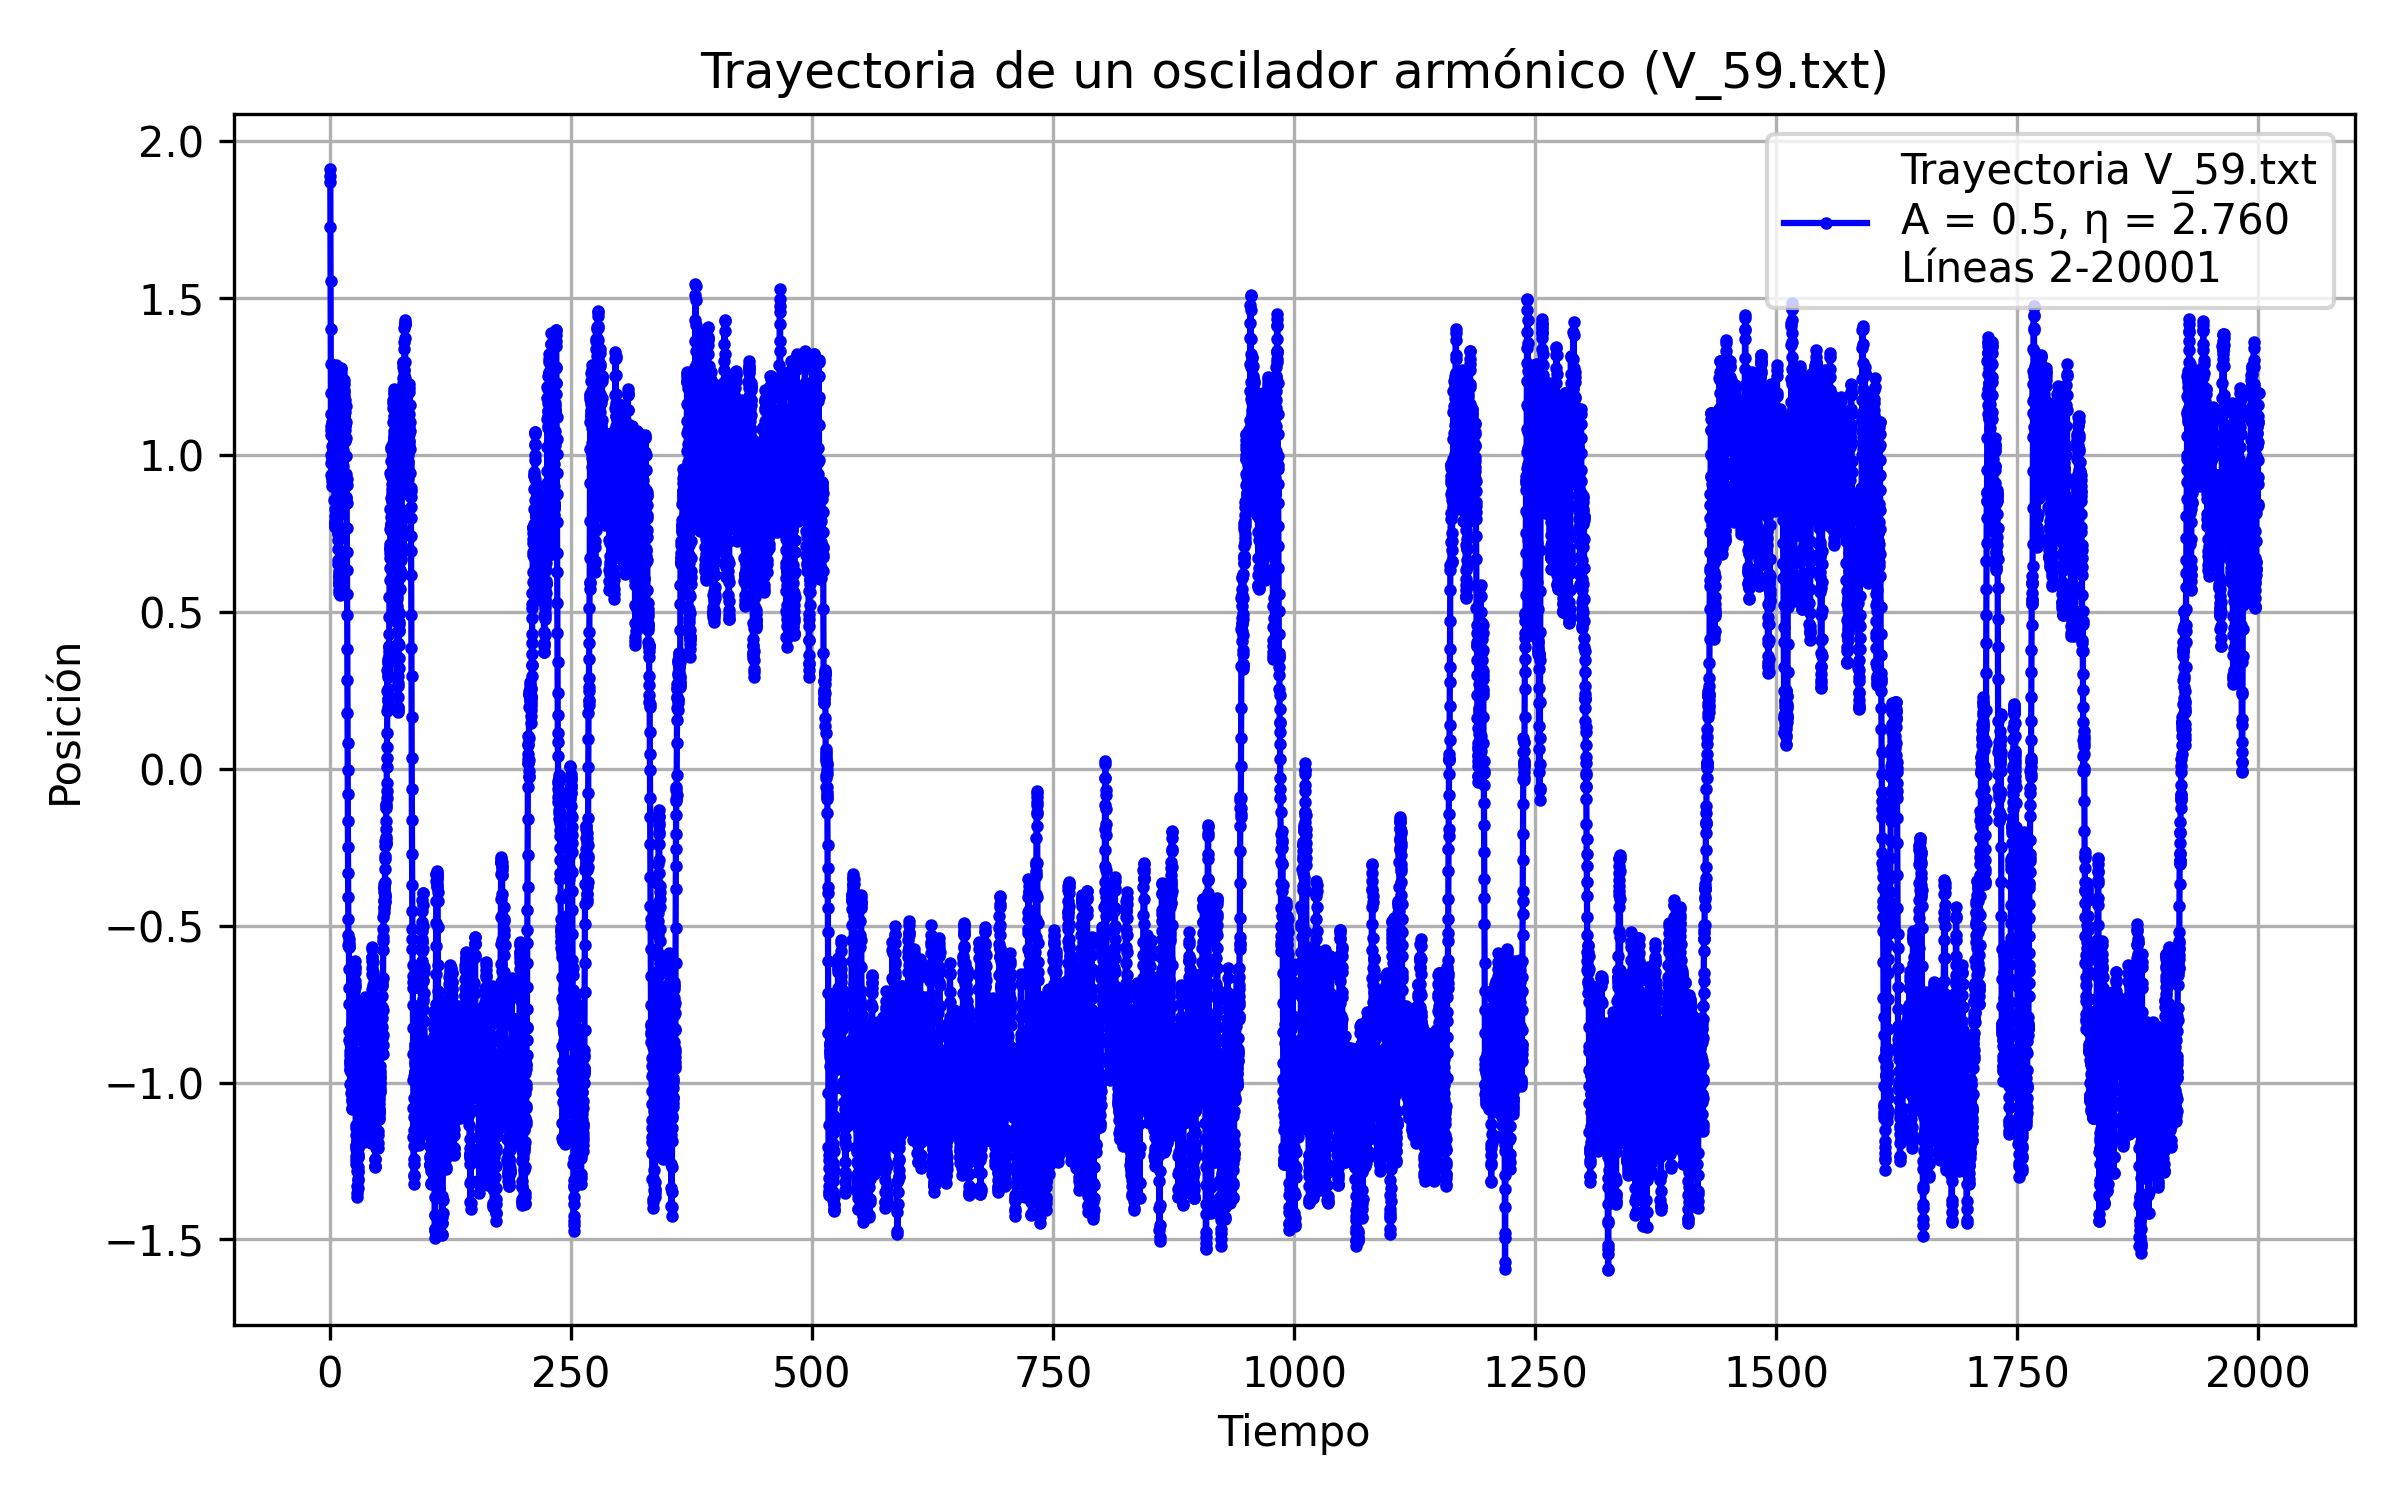 Trayectoria de un oscilador armónico (V_59.txt)
Trayectoria V_59.txt
A = 0.5, η = 2.760
Líneas 2-20001
Posición
2.0
1.5
1.0
0.5
0.0
−0.5
−1.0
−1.5
0 250 500 750 1000 1250 1500 1750 2000
Tiempo